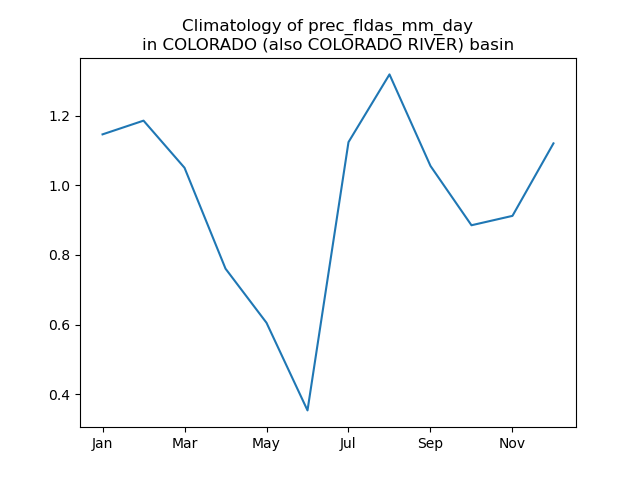 Climatology of prec_fldas_mm_day
in COLORADO (also COLORADO RIVER) basin
1.2
1.0
0.8
0.6
0.4
Jan Mar May Jul Sep Nov